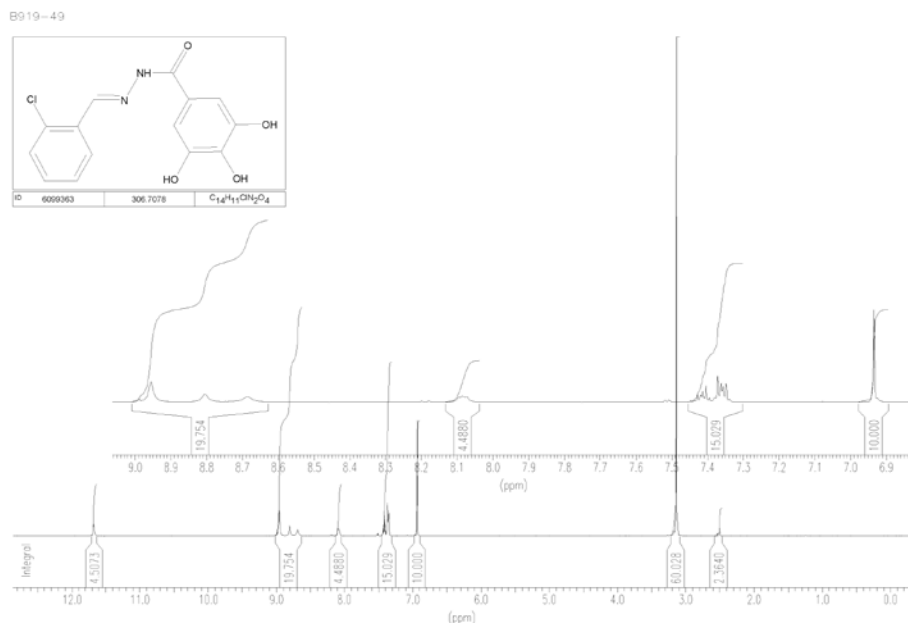 B919-49
O
NH
N
Cl
OH
HO
OH
ID 6099363 306.7078 C14H11ClN2O4
19.754
4.4880
15.029
10.000
9.0 8.9 8.8 8.7 8.6 8.5 8.4 8.3 8.2 8.1 8.0 7.9 7.8 7.7 7.6 7.5 7.4 7.3 7.2 7.1 7.0 6.9
(ppm)
Integral
4.5073
19.754
4.4880
15.029
10.000
60.028
2.3640
12.0 11.0 10.0 9.0 8.0 7.0 6.0 5.0 4.0 3.0 2.0 1.0 0.0
(ppm)